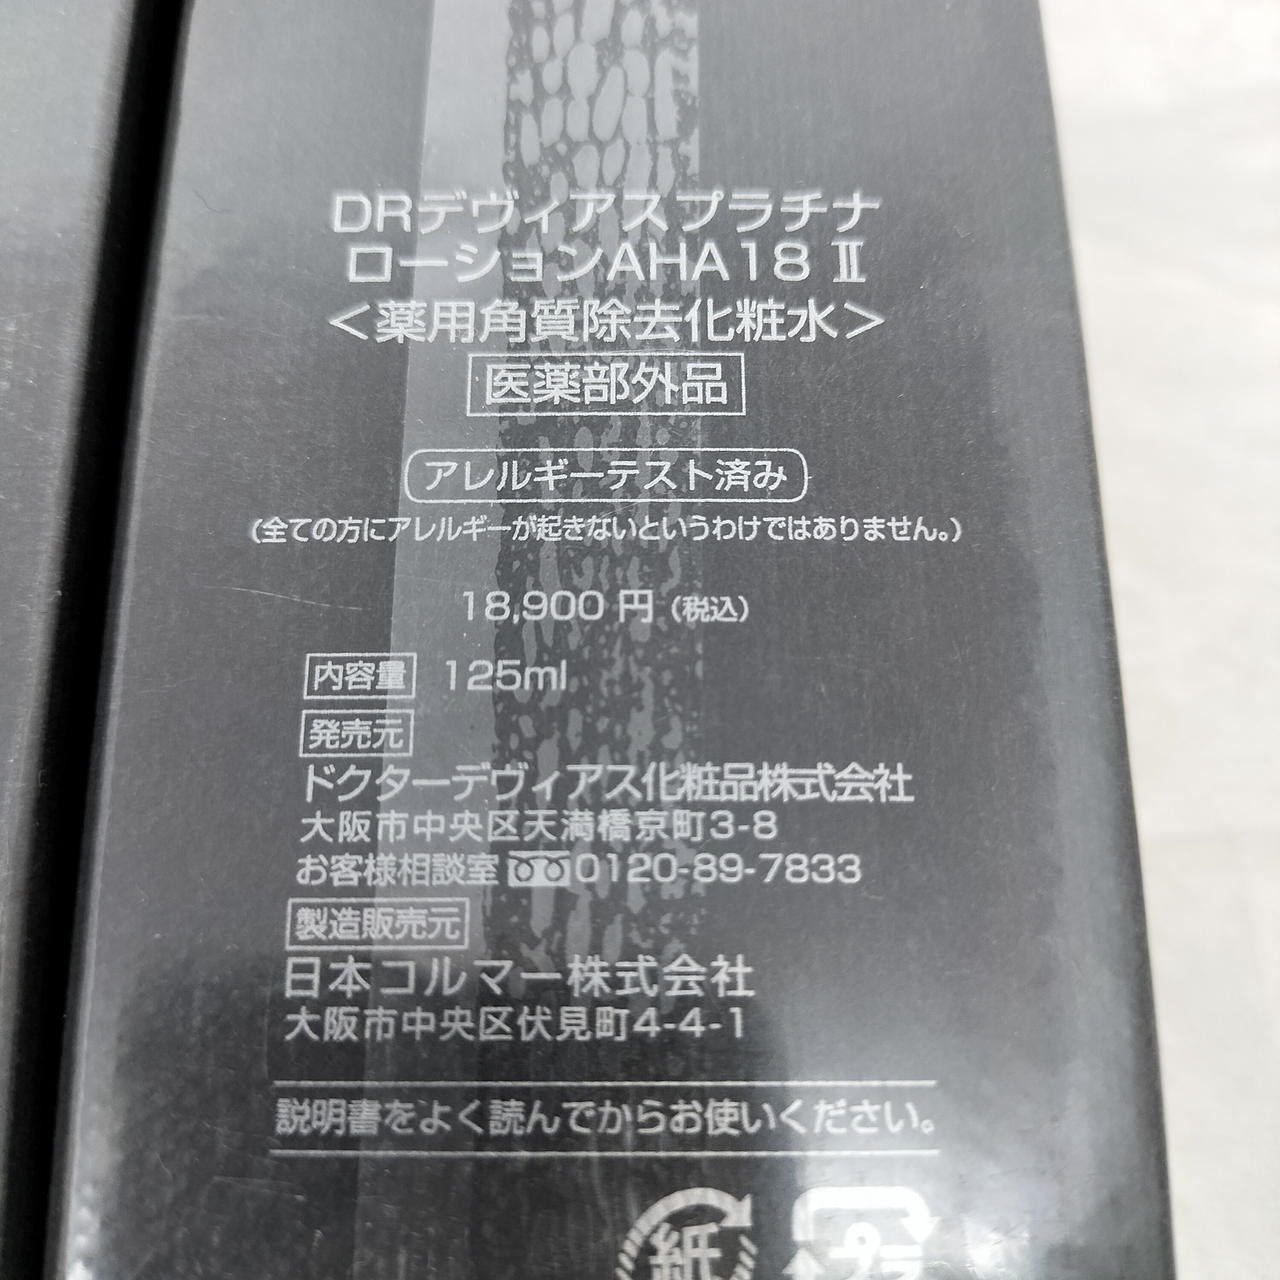 DRデヴィアスプラチナ
ローションAHA18 Ⅱ
＜薬用角質除去化粧水＞
医薬部外品
アレルギーテスト済み
（全ての方にアレルギーが起きないというわけではありません。）
18,900 円（税込）
内容量 125ml
発売元
ドクターデヴィアス化粧品株式会社
大阪市中央区天満橋京町3-8
お客様相談室 0120-89-7833
製造販売元
日本コルマー株式会社
大阪市中央区伏見町4-4-1
説明書をよく読んでからお使いください。
紙